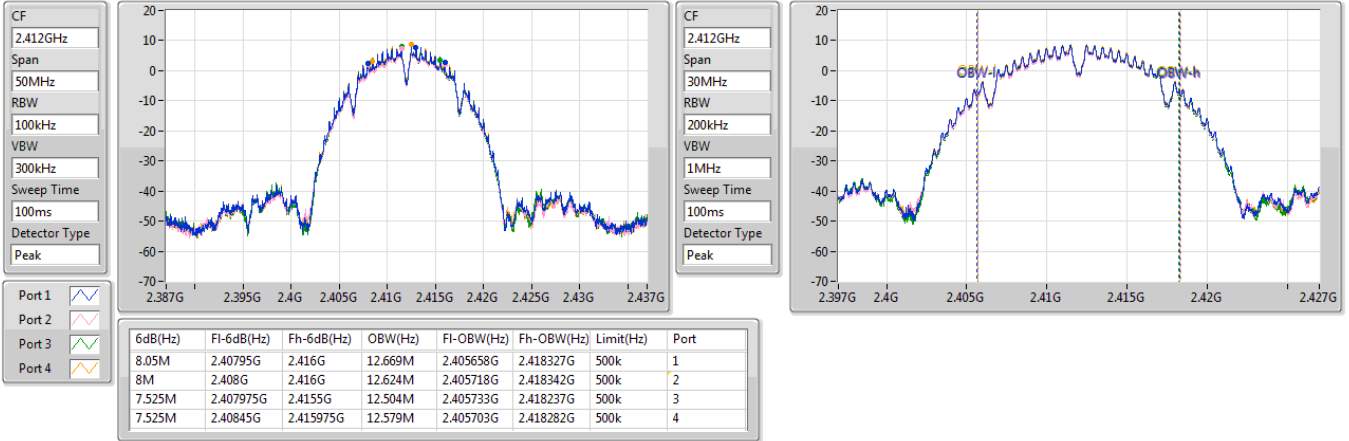 CF
2.412GHz
Span
50MHz
RBW
100kHz
VBW
300kHz
Sweep Time
100ms
Detector Type
Peak
20
10
0
-10
-20
-30
-40
-50
-60
-70
2.387G 2.395G 2.4G 2.405G 2.41G 2.415G 2.42G 2.425G 2.43G 2.437G
CF
2.412GHz
Span
30MHz
RBW
200kHz
VBW
1MHz
Sweep Time
100ms
Detector Type
Peak
20
10
0
-10
-20
-30
-40
-50
-60
-70
OBW-l OBW-h
2.397G 2.4G 2.405G 2.41G 2.415G 2.42G 2.427G
Port 1
Port 2
Port 3
Port 4
6dB(Hz) Fl-6dB(Hz) Fh-6dB(Hz) OBW(Hz) Fl-OBW(Hz) Fh-OBW(Hz) Limit(Hz) Port
8.05M 2.40795G 2.416G 12.669M 2.405658G 2.418327G 500k 1
8M 2.408G 2.416G 12.624M 2.405718G 2.418342G 500k 2
7.525M 2.407975G 2.4155G 12.504M 2.405733G 2.418237G 500k 3
7.525M 2.40845G 2.415975G 12.579M 2.405703G 2.418282G 500k 4